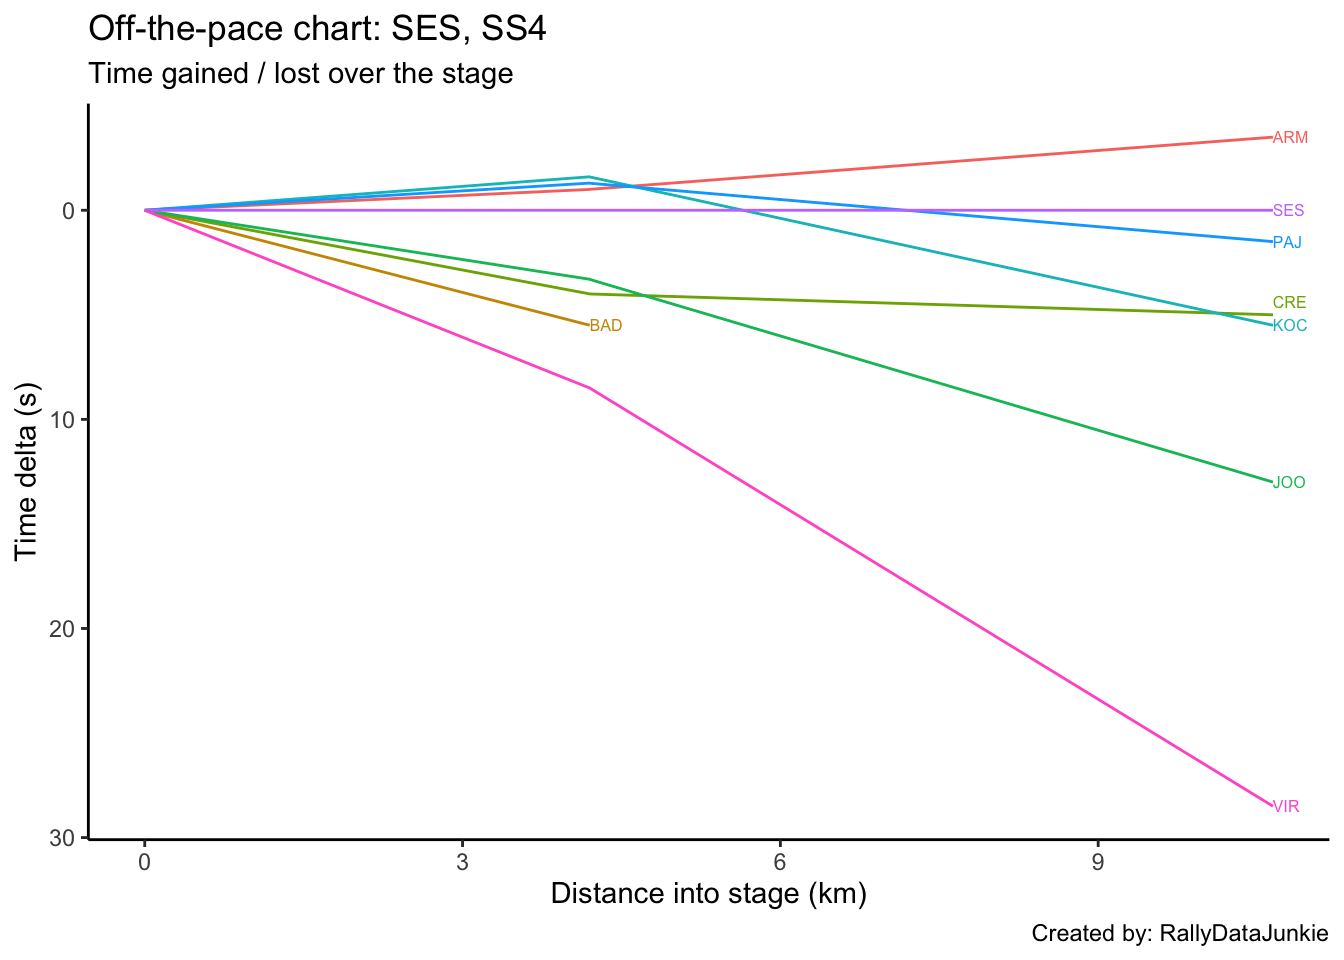 Off-the-pace chart: SES, SS4
Time gained / lost over the stage
ARM
0
SES
PAJ
CRE
BAD
KOC
10
JOO
20
VIR
30
0 3 6 9
Time delta (s)
Distance into stage (km)
Created by: RallyDataJunkie